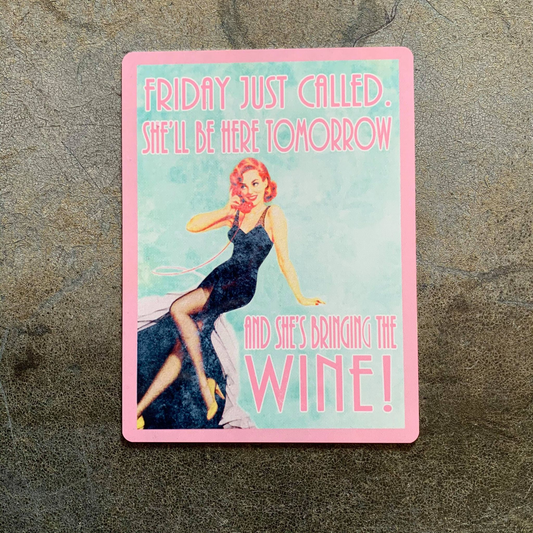 FRIDAY JUST CALLED.
SHE'LL BE HERE TOMORROW
AND SHE'S BRINGING THE
WINE!